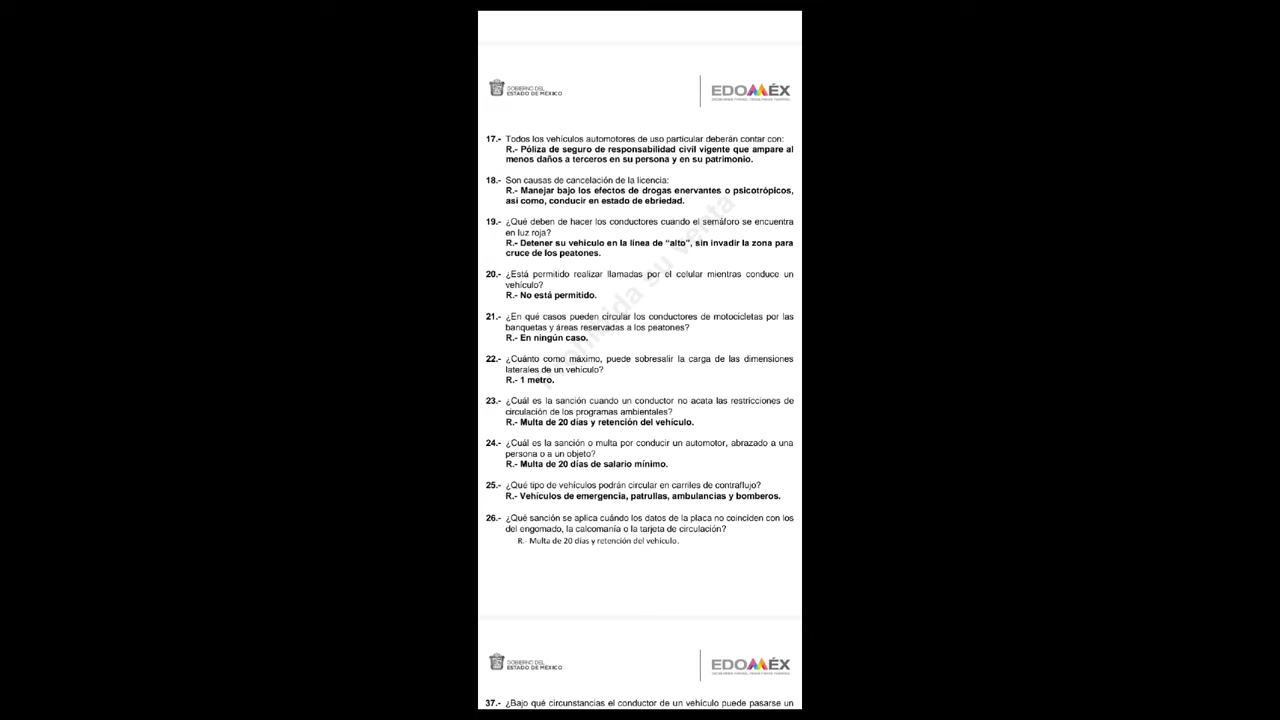 GOBIERNO DEL
ESTADO DE MÉXICO
EDOMÉX
17.- Todos los vehículos automotores de uso particular deberán contar con:
R.- Póliza de seguro de responsabilidad civil vigente que ampare al
menos daños a terceros en su persona y en su patrimonio.
18.- Son causas de cancelación de la licencia:
R.- Manejar bajo los efectos de drogas enervantes o psicotrópicos,
así como, conducir en estado de ebriedad.
19.- ¿Qué deben de hacer los conductores cuando el semáforo se encuentra
en luz roja?
R.- Detener su vehículo en la línea de “alto”, sin invadir la zona para
cruce de los peatones.
20.- ¿Está permitido realizar llamadas por el celular mientras conduce un
vehículo?
R.- No está permitido.
21.- ¿En qué casos pueden circular los conductores de motocicletas por las
banquetas y áreas reservadas a los peatones?
R.- En ningún caso.
22.- ¿Cuánto como máximo, puede sobresalir la carga de las dimensiones
laterales de un vehículo?
R.- 1 metro.
23.- ¿Cuál es la sanción cuando un conductor no acata las restricciones de
circulación de los programas ambientales?
R.- Multa de 20 días y retención del vehículo.
24.- ¿Cuál es la sanción o multa por conducir un automotor, abrazado a una
persona o a un objeto?
R.- Multa de 20 días de salario mínimo.
25.- ¿Qué tipo de vehículos podrán circular en carriles de contraflujo?
R.- Vehículos de emergencia, patrullas, ambulancias y bomberos.
26.- ¿Qué sanción se aplica cuándo los datos de la placa no coinciden con los
del engomado, la calcomanía o la tarjeta de circulación?
R.- Multa de 20 días y retención del vehículo.
su venta
GOBIERNO DEL
ESTADO DE MÉXICO
EDOMÉX
37.- ¿Bajo qué circunstancias el conductor de un vehículo puede pasarse un